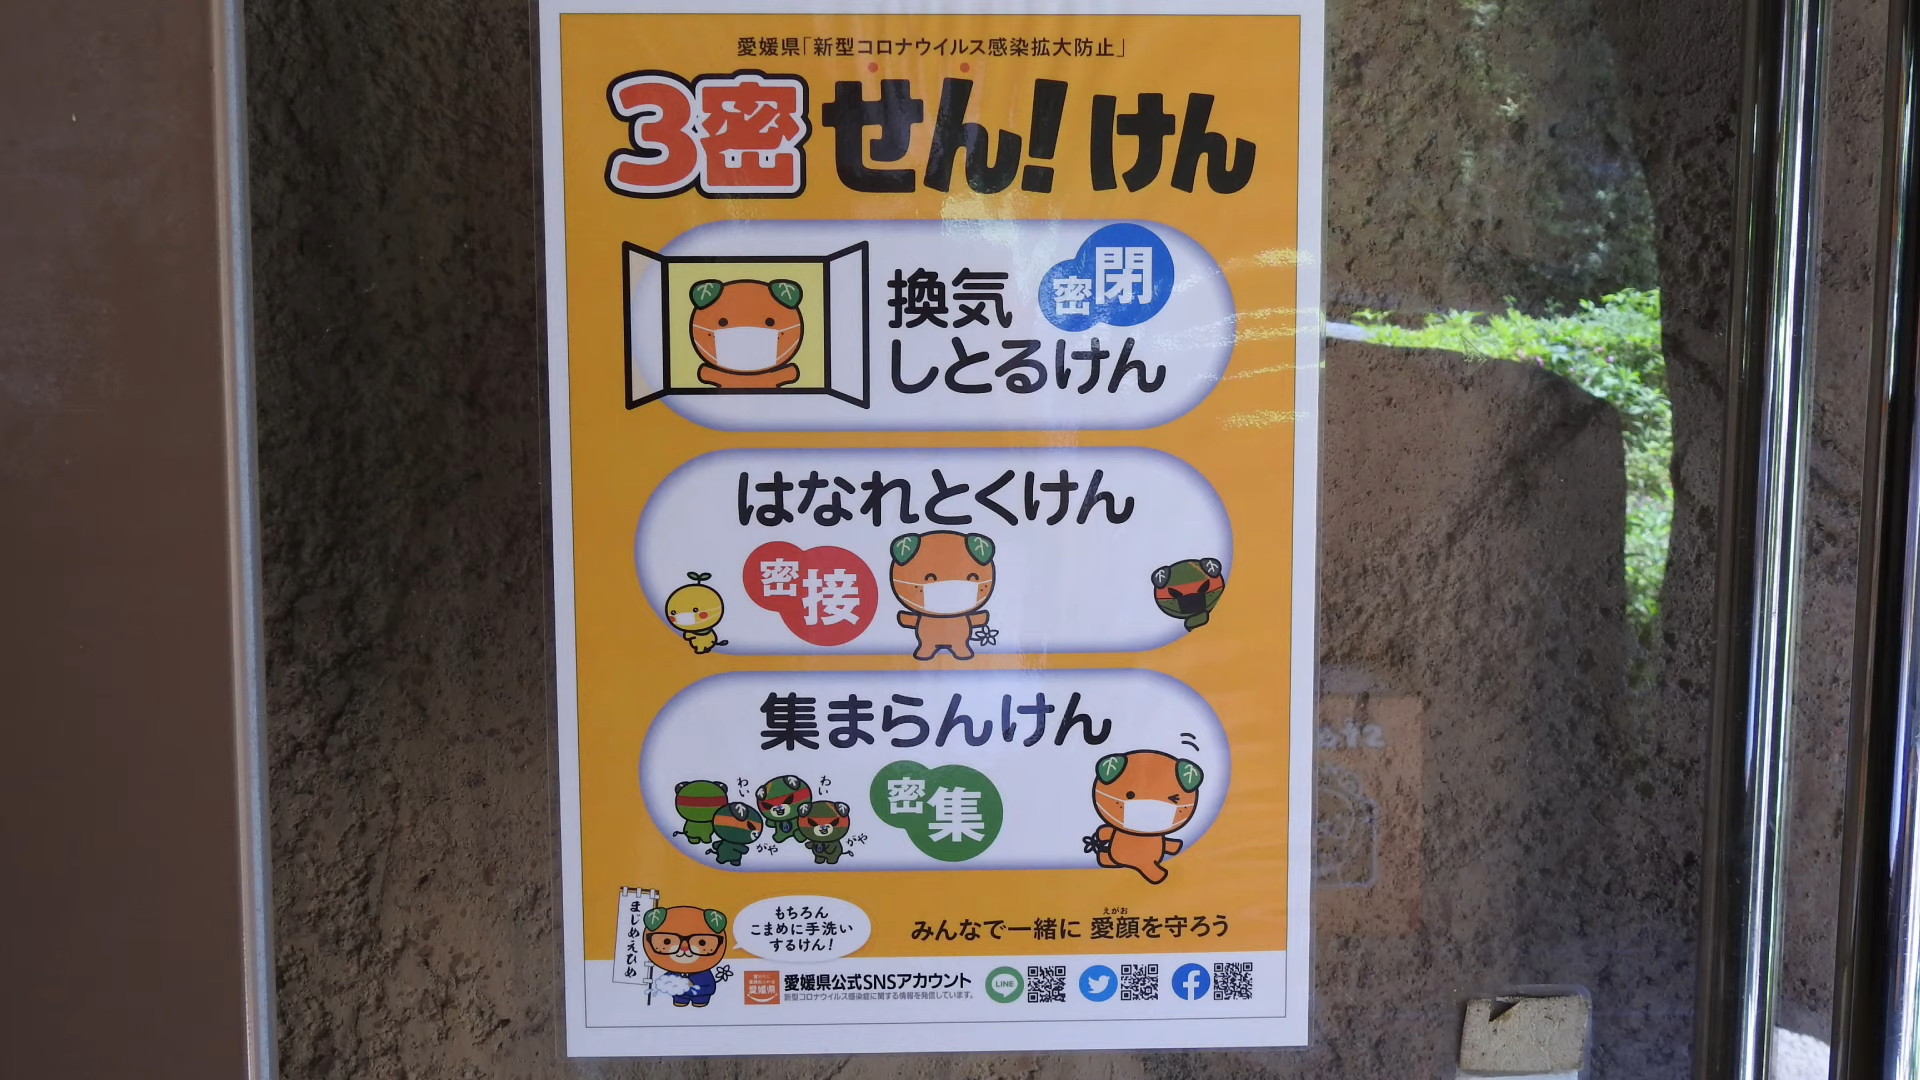 愛媛県「新型コロナウイルス感染拡大防止」
3密せん!けん
換気
しとるけん
密閉
はなれとくけん
密接
集まらんけん
わい
わい
がや
がや
密集
まじめえひめ
もちろん
こまめに手洗い
するけん!
えがお
みんなで一緒に 愛顔を守ろう
愛媛県
愛媛県公式SNSアカウント
新型コロナウイルス感染症に関する情報を発信しています。
LINE